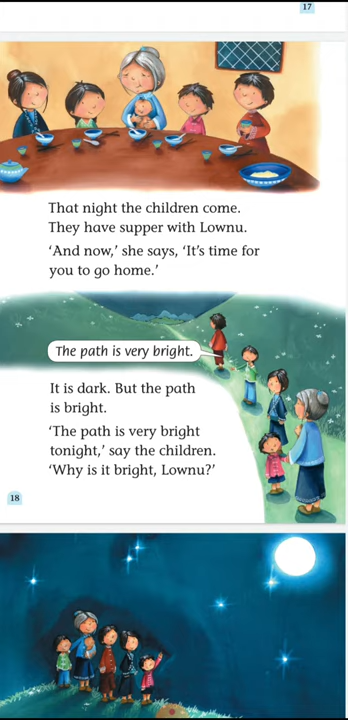 17
That night the children come.
They have supper with Lownu.
‘And now,’ she says, ‘It’s time for
you to go home.’
The path is very bright.
It is dark. But the path
is bright.
‘The path is very bright
tonight,’ say the children.
‘Why is it bright, Lownu?’
18